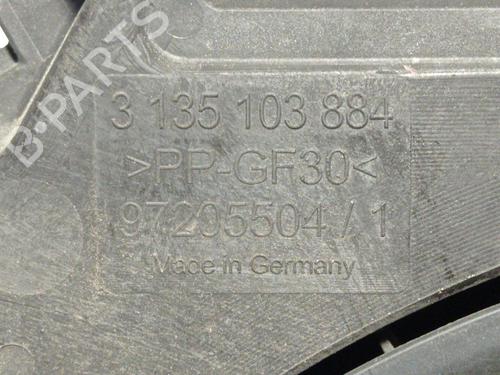 B-PARTS
3 135 103 884
>PP-GF30<
97205504 / 1
Made in Germany